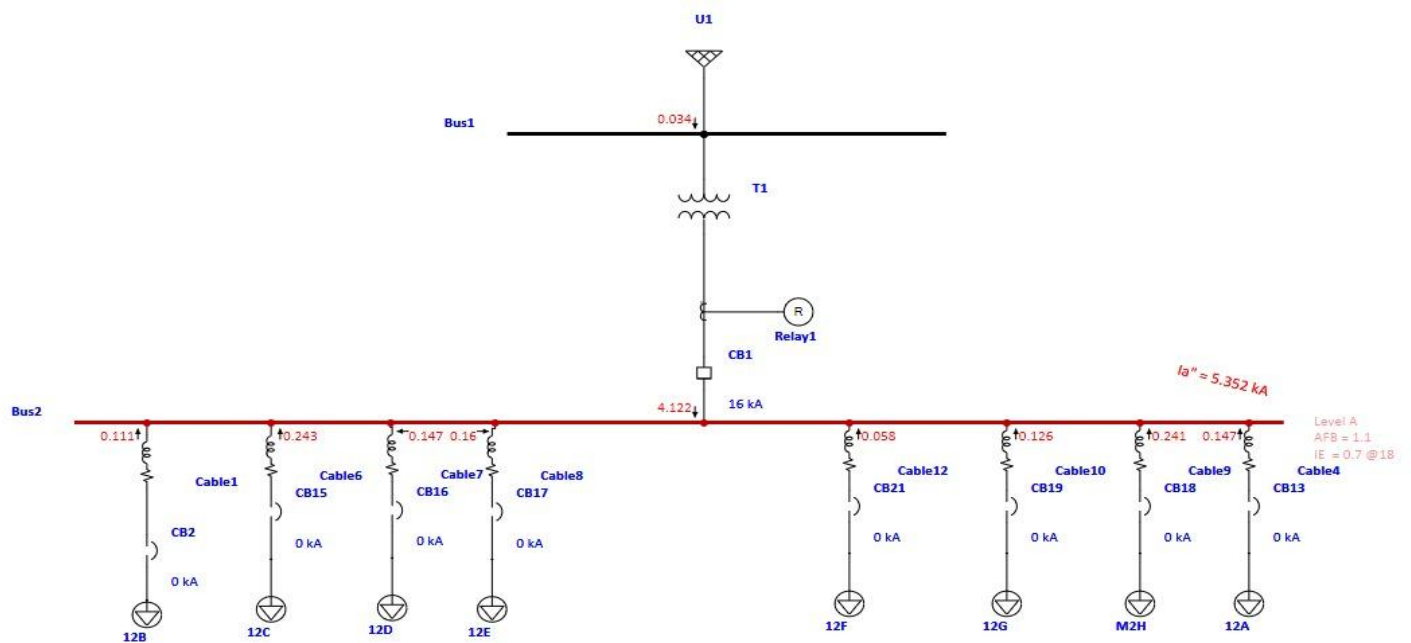 U1
0.034
Bus1
T1
R
Relay1
CB1
Ia" = 5.352 kA
Bus2
4.122
16 kA
0.111
0.243
0.147
0.16
0.058
0.126
0.241
0.147
Level A
AFB = 1.1
IE = 0.7 @18
Cable1
Cable6
Cable7
Cable8
Cable12
Cable10
Cable9
Cable4
CB15
CB16
CB17
CB21
CB19
CB18
CB13
CB2
0 kA
0 kA
0 kA
0 kA
0 kA
0 kA
0 kA
0 kA
12B
12C
12D
12E
12F
12G
M2H
12A